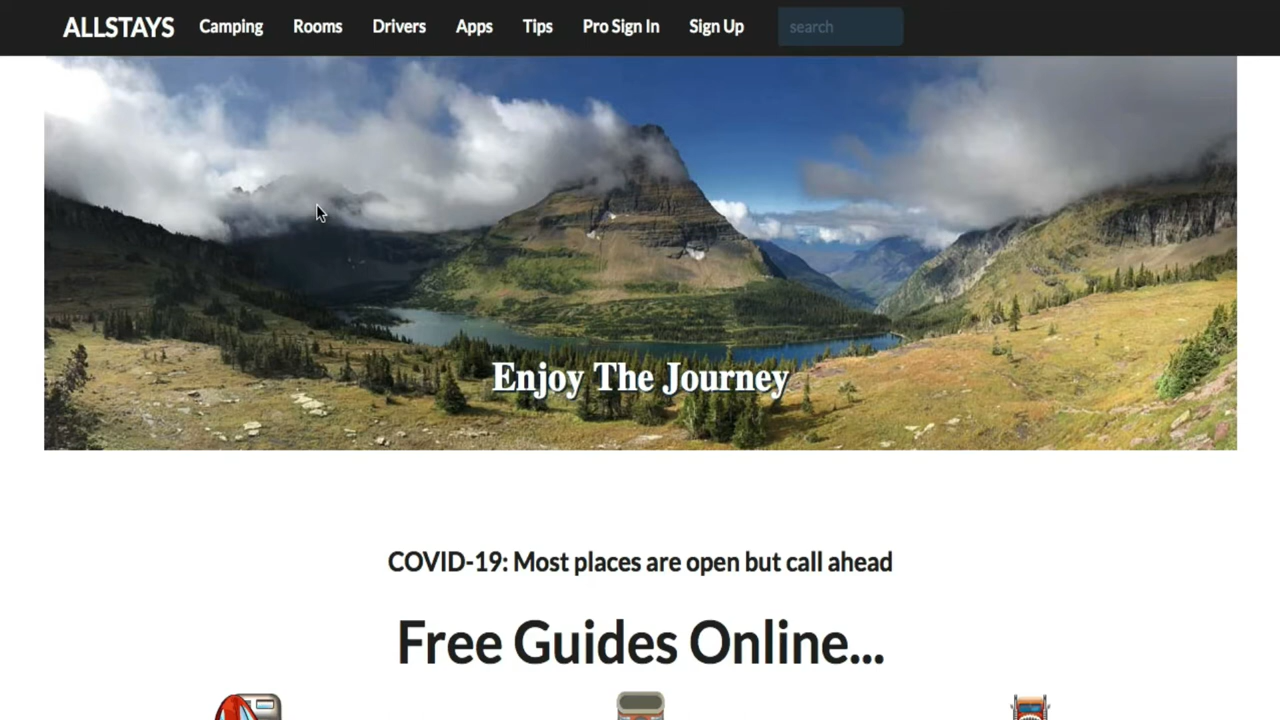 ALLSTAYS Camping Rooms Drivers Apps Tips Pro Sign In Sign Up search
Enjoy The Journey
COVID-19: Most places are open but call ahead
Free Guides Online...